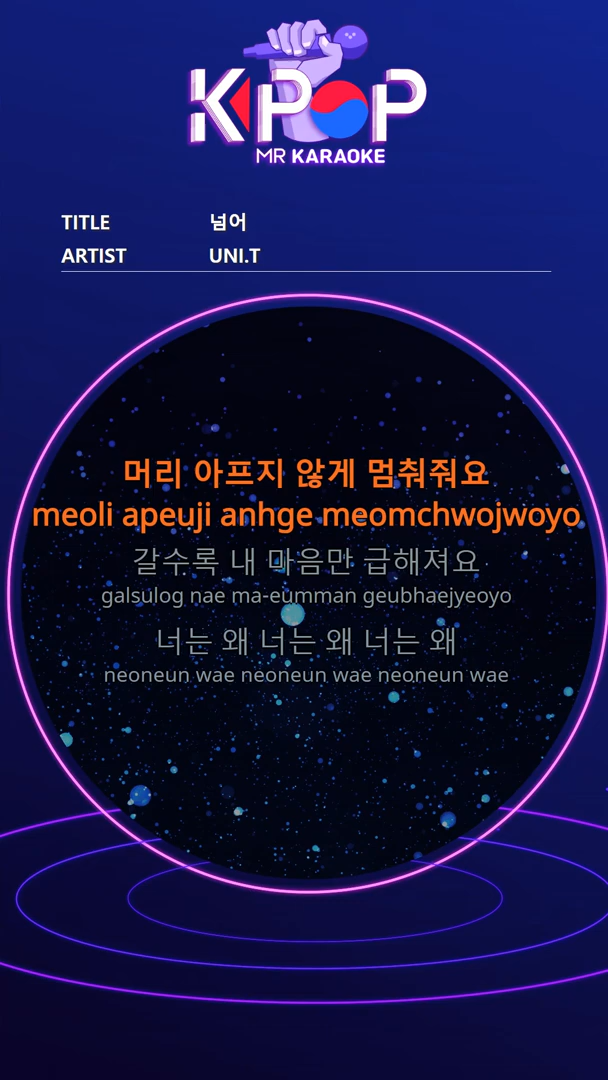 KPOP
MR KARAOKE
TITLE 넘어
ARTIST UNI.T
머리 아프지 않게 멈춰줘요
meoli apeuji anhge meomchwojwoyo
갈수록 내 마음만 급해져요
galsulog nae ma-eumman geubhaejyeoyo
너는 왜 너는 왜 너는 왜
neoneun wae neoneun wae neoneun wae